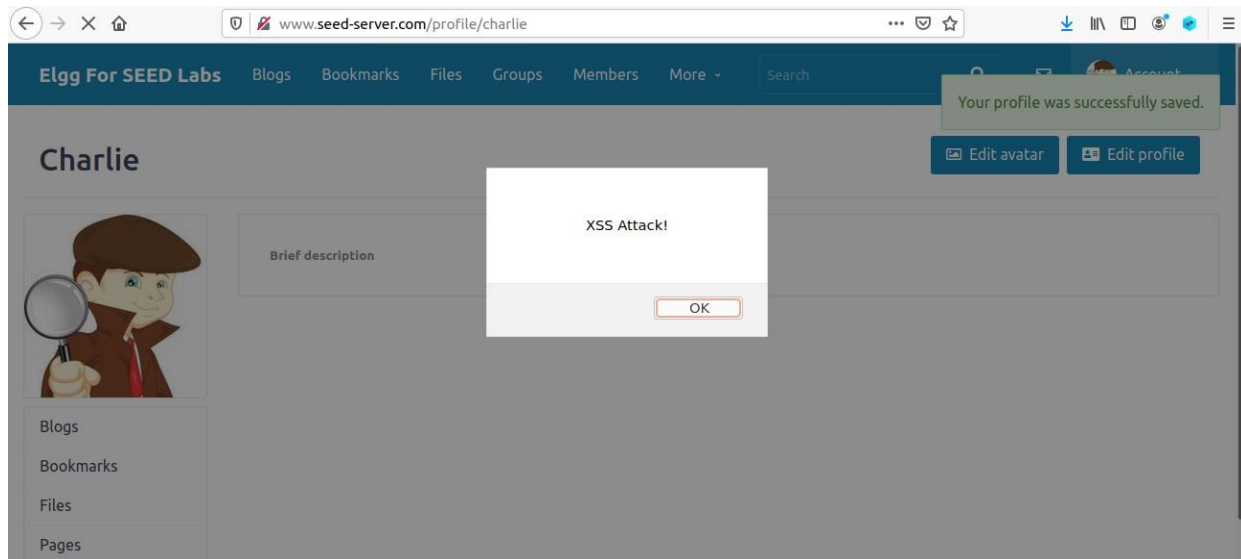 www.seed-server.com/profile/charlie
Elgg For SEED Labs Blogs Bookmarks Files Groups Members More Search Account
Your profile was successfully saved.
Charlie
Edit avatar Edit profile
XSS Attack!
Brief description
OK
Blogs
Bookmarks
Files
Pages